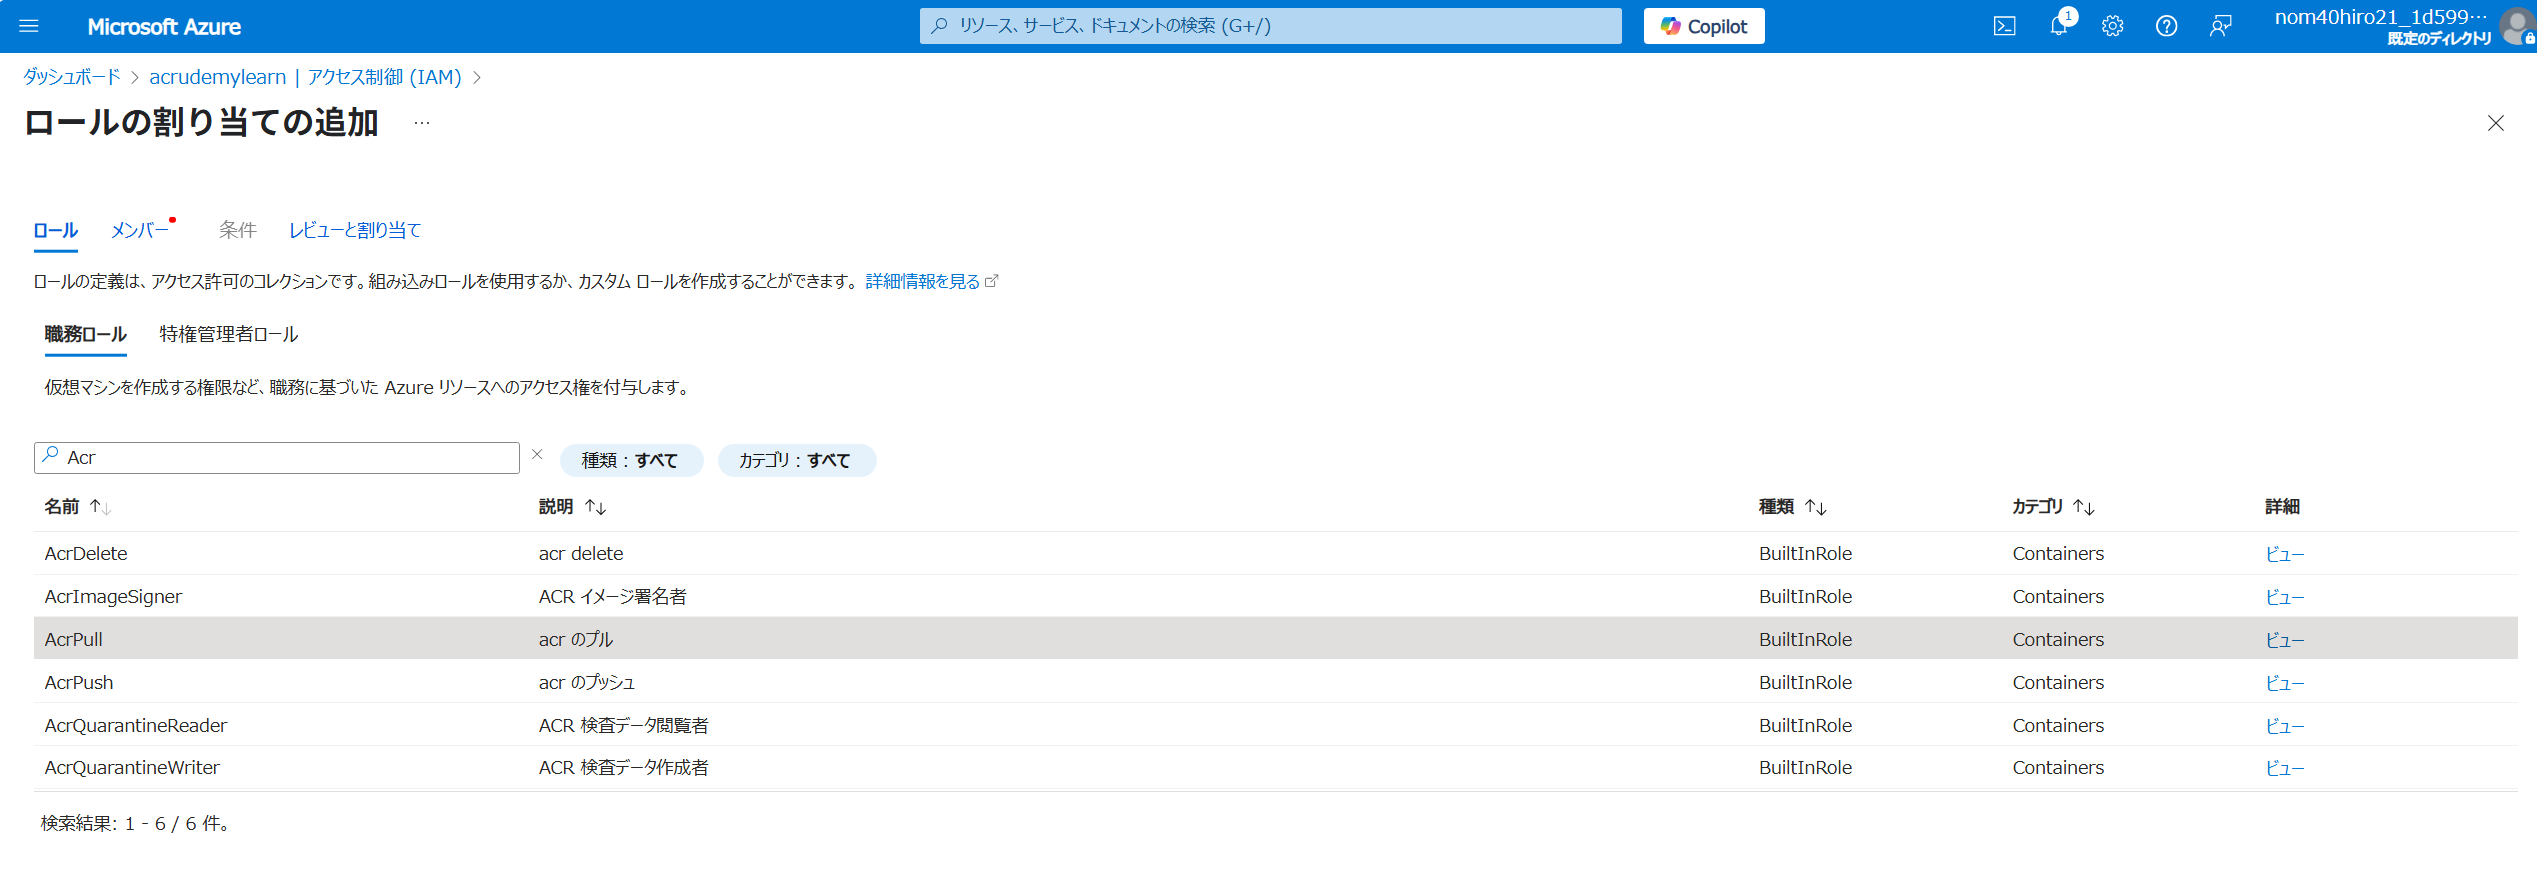 Microsoft Azure
リソース、サービス、ドキュメントの検索 (G+/)
Copilot
1
nom40hiro21_1d599…
既定のディレクトリ
ダッシュボード > acrudemylearn | アクセス制御 (IAM) >
ロールの割り当ての追加 …
ロール メンバー 条件 レビューと割り当て
ロールの定義は、アクセス許可のコレクションです。組み込みロールを使用するか、カスタム ロールを作成することができます。 詳細情報を見る
職務ロール 特権管理者ロール
仮想マシンを作成する権限など、職務に基づいた Azure リソースへのアクセス権を付与します。
Acr
種類 : すべて
カテゴリ : すべて
名前 ↑↓ 説明 ↑↓ 種類 ↑↓ カテゴリ ↑↓ 詳細
AcrDelete acr delete BuiltInRole Containers ビュー
AcrImageSigner ACR イメージ署名者 BuiltInRole Containers ビュー
AcrPull acr のプル BuiltInRole Containers ビュー
AcrPush acr のプッシュ BuiltInRole Containers ビュー
AcrQuarantineReader ACR 検査データ閲覧者 BuiltInRole Containers ビュー
AcrQuarantineWriter ACR 検査データ作成者 BuiltInRole Containers ビュー
検索結果: 1 - 6 / 6 件。